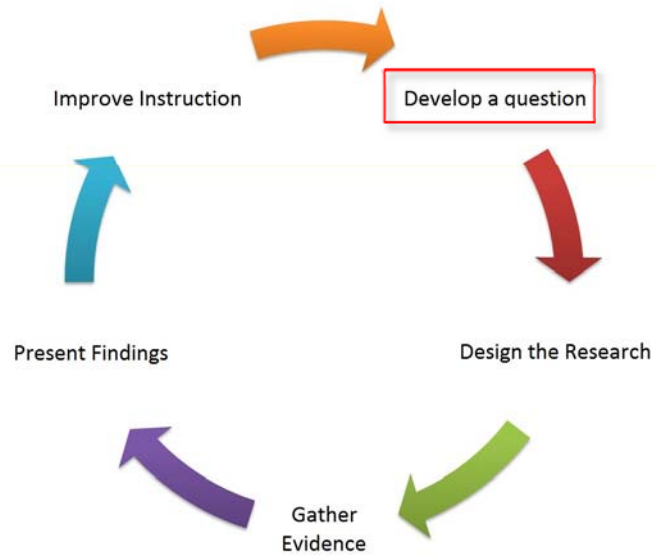 Improve Instruction
Develop a question
Present Findings
Design the Research
Gather
Evidence